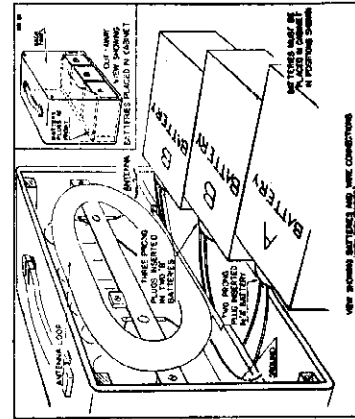 BATTERIES PLACED IN CABINET
CUT-AWAY
VIEW SHOWING
BATTERIES MUST BE
PLACED IN CABINET
IN POSITIONS SHOWN
ANTENNA LOOP
ANTENNA
THREE PRONG
PLUGS INSERTED
IN TWO "B"
BATTERIES
TWO PRONG
PLUG INSERTED
IN "A" BATTERY
GROUND
B
BATTERY
B
BATTERY
A
BATTERY
VIEW SHOWING BATTERIES AND WIRE CONNECTIONS